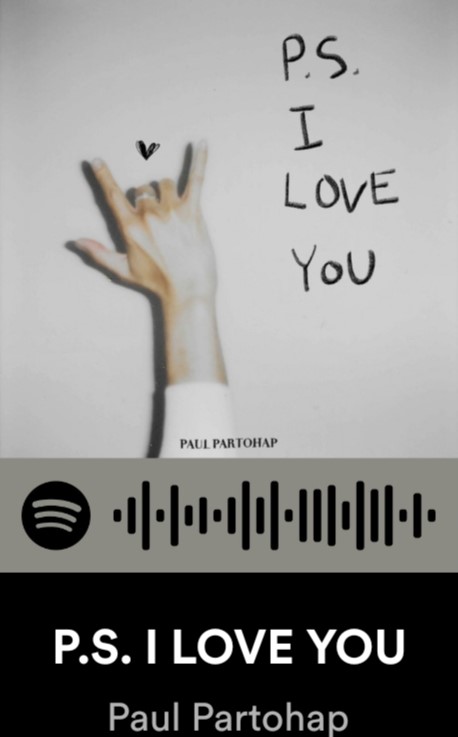 P.S.
I
LOVE
YOU
PAUL PARTOHAP
P.S. I LOVE YOU
Paul Partohap